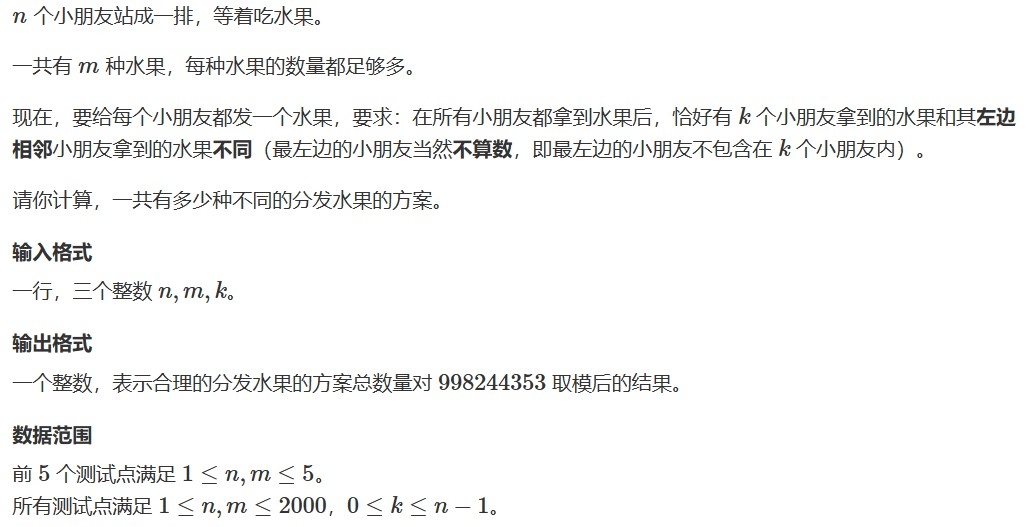 n 个小朋友站成一排，等着吃水果。
一共有 m 种水果，每种水果的数量都足够多。
现在，要给每个小朋友都发一个水果，要求：在所有小朋友都拿到水果后，恰好有 k 个小朋友拿到的水果和其左边
相邻小朋友拿到的水果不同（最左边的小朋友当然不算数，即最左边的小朋友不包含在 k 个小朋友内）。
请你计算，一共有多少种不同的分发水果的方案。
输入格式
一行，三个整数 n, m, k。
输出格式
一个整数，表示合理的分发水果的方案总数量对 998244353 取模后的结果。
数据范围
前 5 个测试点满足 1 ≤ n, m ≤ 5。
所有测试点满足 1 ≤ n, m ≤ 2000，0 ≤ k ≤ n − 1。